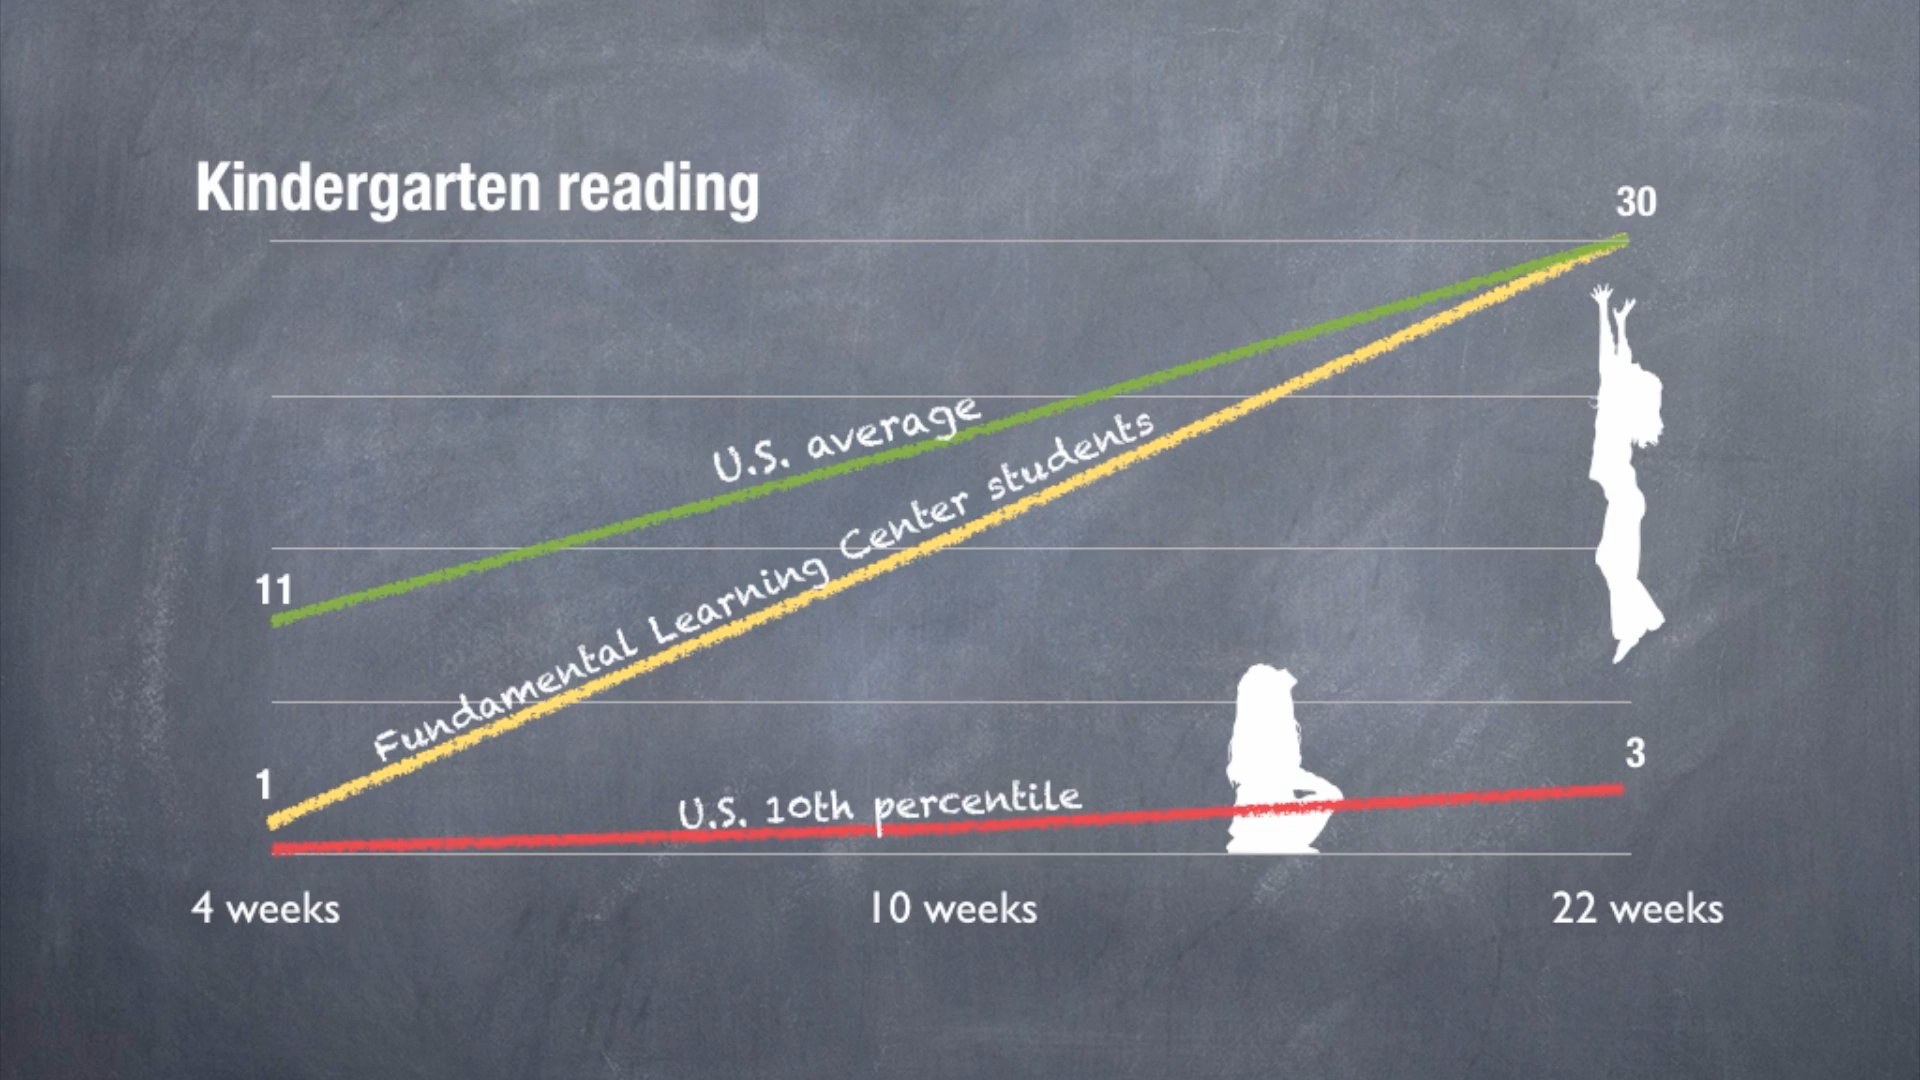 Kindergarten reading
30
U.S. average
Fundamental Learning Center students
11
1
3
U.S. 10th percentile
4 weeks
10 weeks
22 weeks